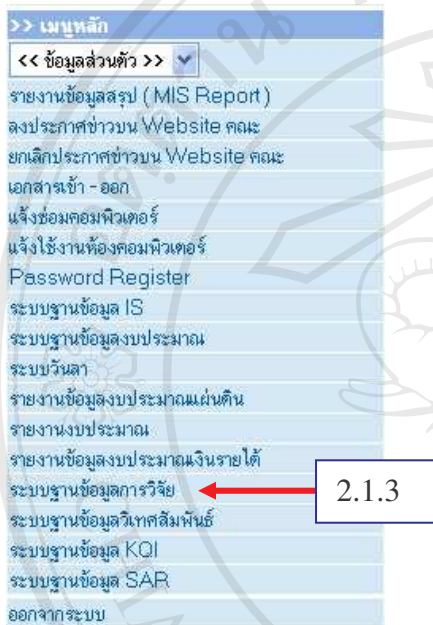 >> เมนูหลัก
<< ข้อมูลส่วนตัว >>
รายงานข้อมูลสรุป ( MIS Report )
ลงประกาศข่าวบน Website คณะ
ยกเลิกประกาศข่าวบน Website คณะ
เอกสารเข้า - ออก
แจ้งซ่อมคอมพิวเตอร์
แจ้งใช้งานห้องคอมพิวเตอร์
Password Register
ระบบฐานข้อมูล IS
ระบบฐานข้อมูลงบประมาณ
ระบบวันลา
รายงานข้อมูลงบประมาณแผ่นดิน
รายงานงบประมาณ
รายงานข้อมูลงบประมาณเงินรายได้
ระบบฐานข้อมูลการวิจัย 2.1.3
ระบบฐานข้อมูลวิเทศสัมพันธ์
ระบบฐานข้อมูล KQI
ระบบฐานข้อมูล SAR
ออกจากระบบ